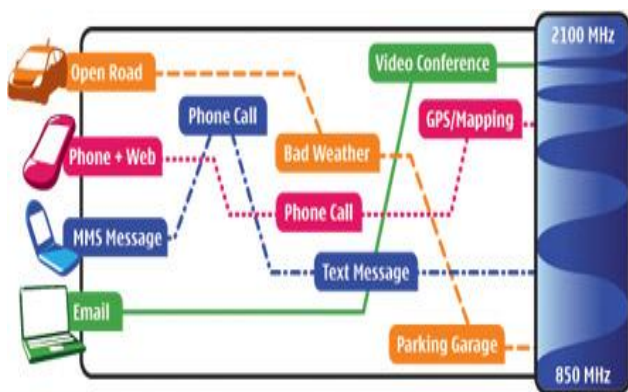 2100 MHz
Open Road
Video Conference
Phone Call
GPS/Mapping
Phone + Web
Bad Weather
Phone Call
MMS Message
Text Message
Email
Parking Garage
850 MHz